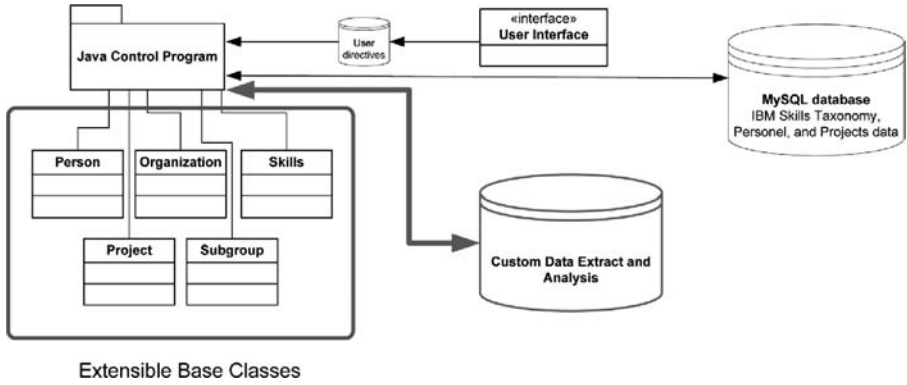 «interface»
User Interface
User
directives
Java Control Program
MySQL database
IBM Skills Taxonomy,
Personel, and Projects data
Person
Organization
Skills
Project
Subgroup
Custom Data Extract and
Analysis
Extensible Base Classes